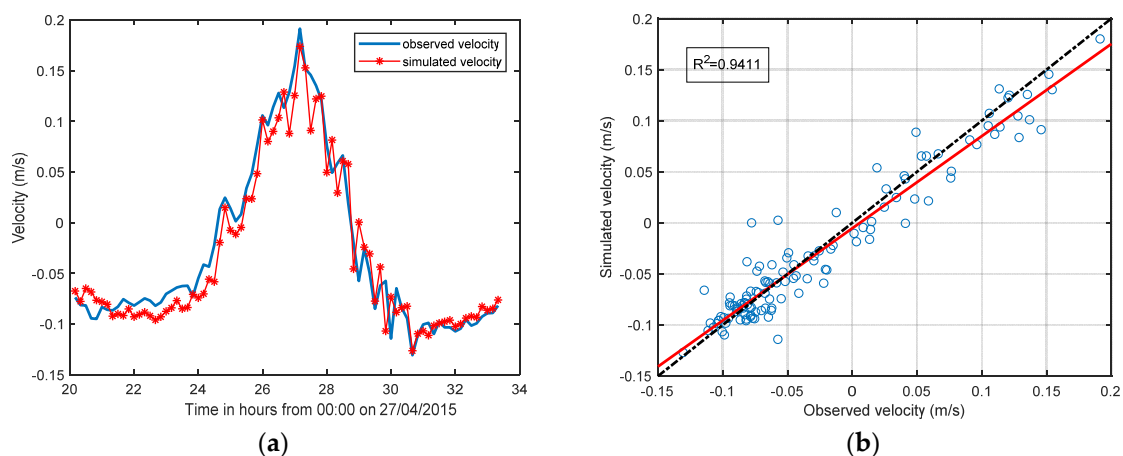 0.2
0.15
0.1
0.05
0
-0.05
-0.1
-0.15
Velocity (m/s)
observed velocity
simulated velocity
20 22 24 26 28 30 32 34
Time in hours from 00:00 on 27/04/2015
(a)
0.2
0.15
0.1
0.05
0
-0.05
-0.1
-0.15
Simulated velocity (m/s)
R²=0.9411
-0.15 -0.1 -0.05 0 0.05 0.1 0.15 0.2
Observed velocity (m/s)
(b)